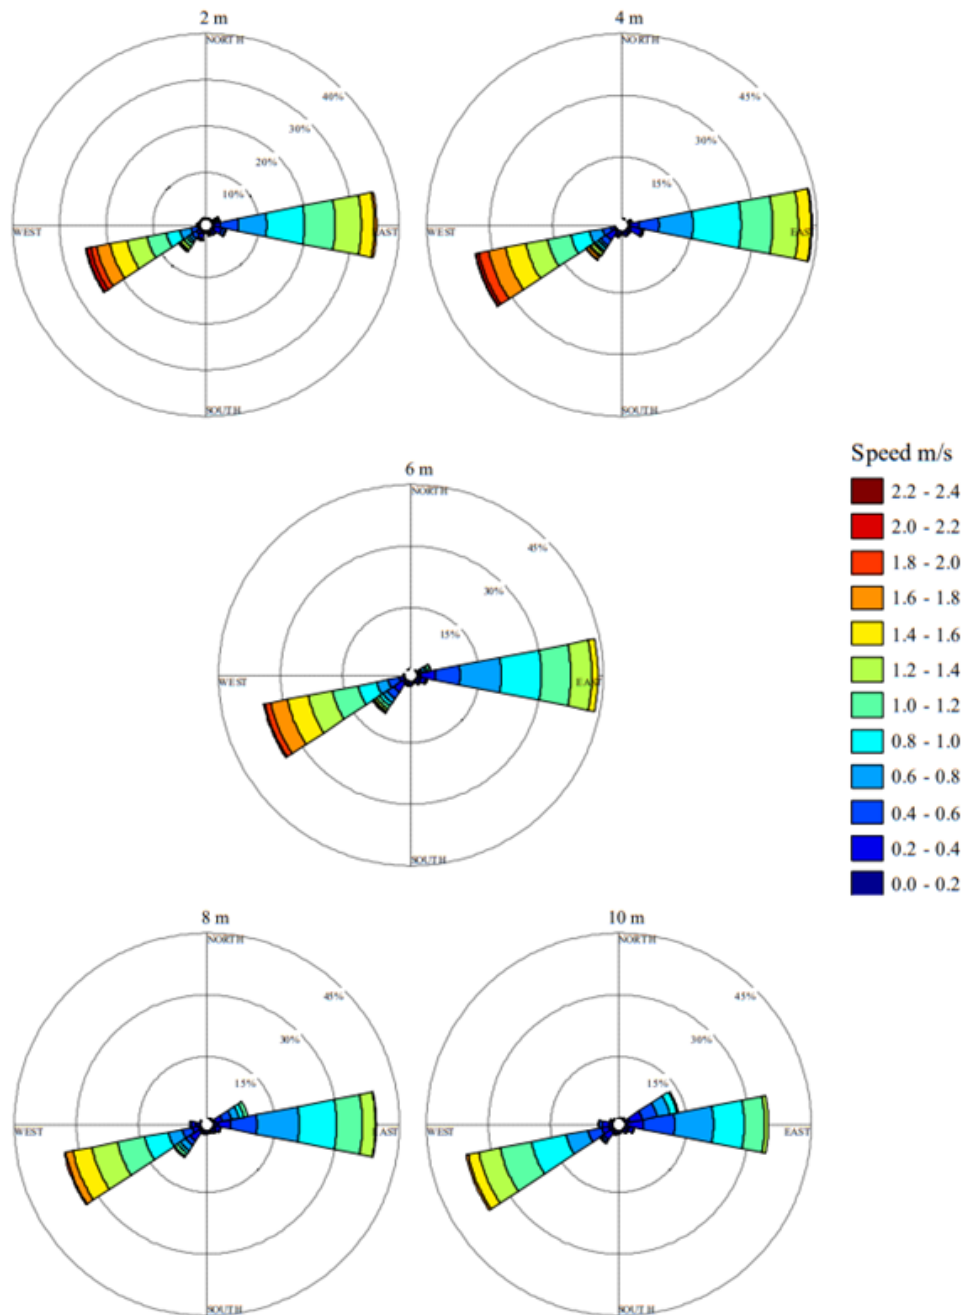 2 m
NORTH
40%
30%
20%
10%
WEST
EAST
SOUTH
4 m
NORTH
45%
30%
15%
WEST
EAST
SOUTH
6 m
NORTH
45%
30%
15%
WEST
EAST
SOUTH
Speed m/s
2.2 - 2.4
2.0 - 2.2
1.8 - 2.0
1.6 - 1.8
1.4 - 1.6
1.2 - 1.4
1.0 - 1.2
0.8 - 1.0
0.6 - 0.8
0.4 - 0.6
0.2 - 0.4
0.0 - 0.2
8 m
NORTH
45%
30%
15%
WEST
EAST
SOUTH
10 m
NORTH
45%
30%
15%
WEST
EAST
SOUTH